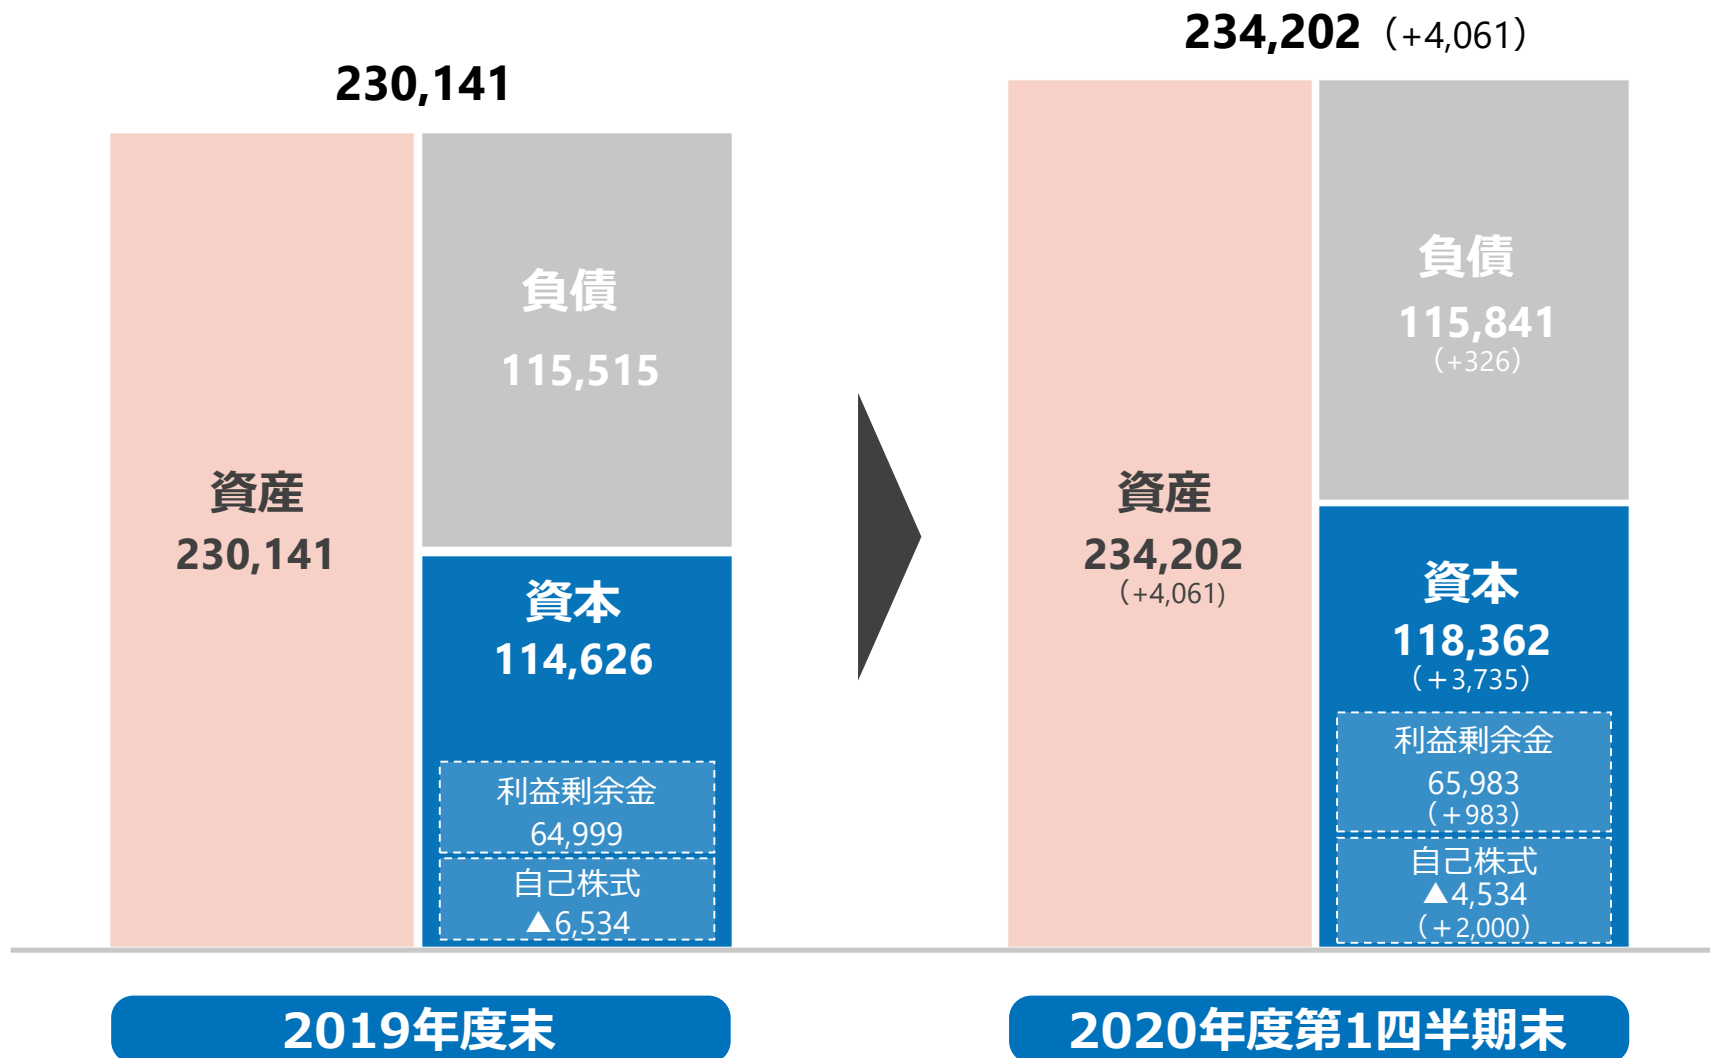 230,141
資産
230,141
負債
115,515
資本
114,626
利益剰余金
64,999
自己株式
▲6,534
2019年度末
234,202（+4,061）
資産
234,202
（+4,061)
負債
115,841
（+326）
資本
118,362
（＋3,735）
利益剰余金
65,983
（＋983）
自己株式
▲4,534
（＋2,000）
2020年度第1四半期末